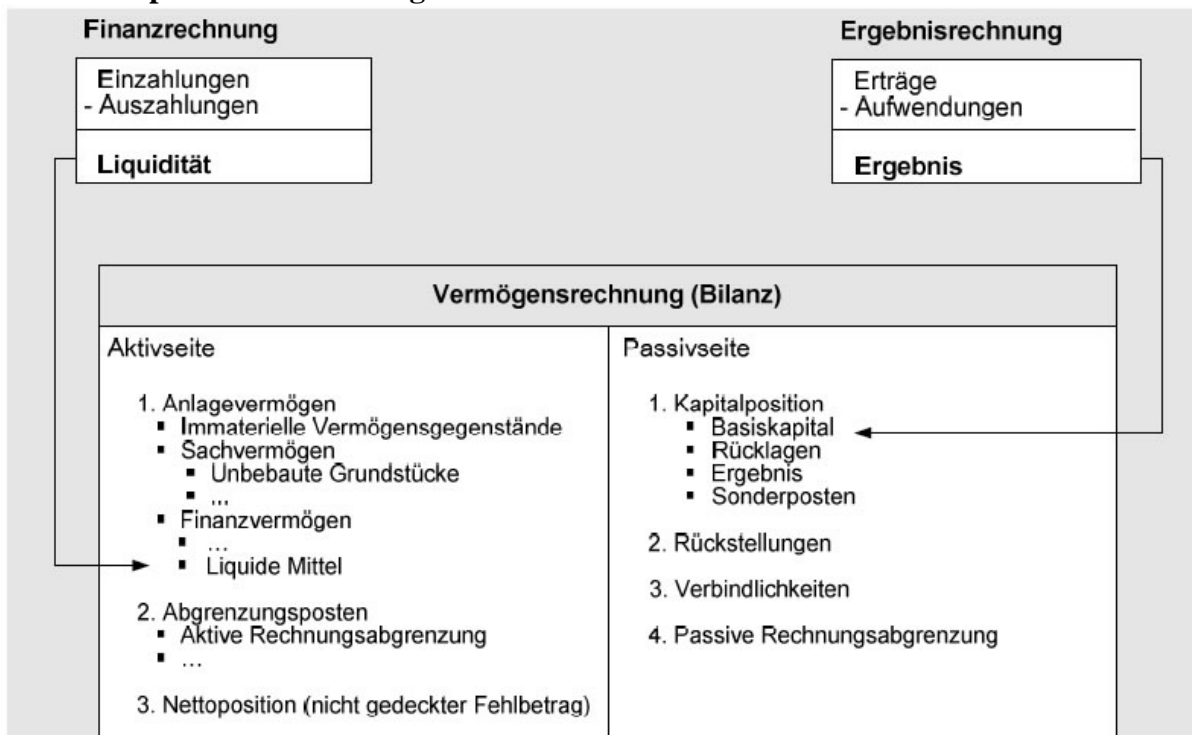 Finanzrechnung
Einzahlungen
- Auszahlungen
Liquidität
Ergebnisrechnung
Erträge
- Aufwendungen
Ergebnis
Vermögensrechnung (Bilanz)
Aktivseite
1. Anlagevermögen
▪ Immaterielle Vermögensgegenstände
▪ Sachvermögen
▪ Unbebaute Grundstücke
▪ ...
▪ Finanzvermögen
▪ ...
▪ Liquide Mittel
2. Abgrenzungsposten
▪ Aktive Rechnungsabgrenzung
▪ ...
3. Nettoposition (nicht gedeckter Fehlbetrag)
Passivseite
1. Kapitalposition
▪ Basiskapital
▪ Rücklagen
▪ Ergebnis
▪ Sonderposten
2. Rückstellungen
3. Verbindlichkeiten
4. Passive Rechnungsabgrenzung